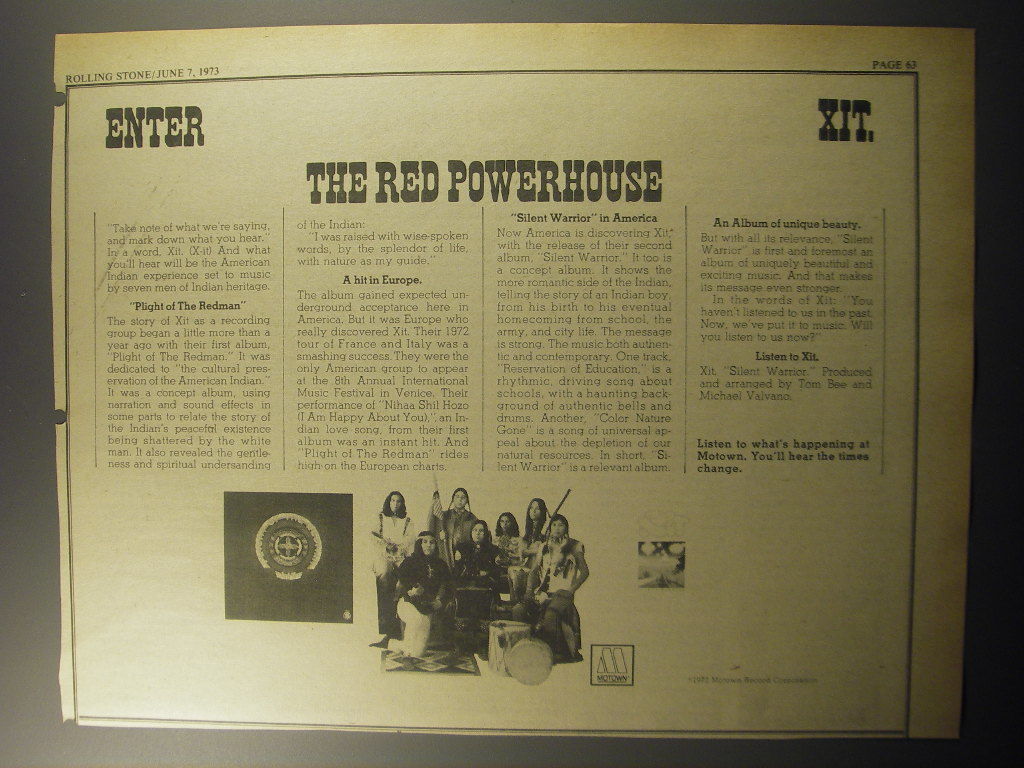 ROLLING STONE/JUNE 7, 1973
PAGE 63
ENTER
XIT.
THE RED POWERHOUSE
"Take note of what we're saying,
and mark down what you hear."
In a word, Xit. (X-it) And what
you'll hear will be the American
Indian experience set to music
by seven men of Indian heritage.
"Plight of The Redman"
The story of Xit as a recording
group began a little more than a
year ago with their first album,
"Plight of The Redman." It was
dedicated to "the cultural pres-
ervation of the American Indian."
It was a concept album, using
narration and sound effects in
some parts to relate the story of
the Indian's peaceful existence
being shattered by the white
man. It also revealed the gentle-
ness and spiritual undersanding
of the Indian:
"I was raised with wise-spoken
words, by the splendor of life,
with nature as my guide."
A hit in Europe.
The album gained expected un-
derground acceptance here in
America. But it was Europe who
really discovered Xit. Their 1972
tour of France and Italy was a
smashing success. They were the
only American group to appear
at the 8th Annual International
Music Festival in Venice. Their
performance of "Nihaa Shil Hozo
(I Am Happy About You)," an In-
dian love song, from their first
album was an instant hit. And
"Plight of The Redman" rides
high on the European charts.
"Silent Warrior" in America
Now America is discovering Xit,
with the release of their second
album, "Silent Warrior." It too is
a concept album. It shows the
more romantic side of the Indian,
telling the story of an Indian boy,
from his birth to his eventual
homecoming from school, the
army, and city life. The message
is strong. The music both authen-
tic and contemporary. One track,
"Reservation of Education," is a
rhythmic, driving song about
schools, with a haunting back-
ground of authentic bells and
drums. Another, "Color Nature
Gone" is a song of universal ap-
peal about the depletion of our
natural resources. In short, "Si-
lent Warrior" is a relevant album.
An Album of unique beauty.
But with all its relevance, "Silent
Warrior" is first and foremost an
album of uniquely beautiful and
exciting music. And that makes
its message even stronger.
In the words of Xit: "You
haven't listened to us in the past.
Now, we've put it to music. Will
you listen to us now?"
Listen to Xit.
Xit. "Silent Warrior." Produced
and arranged by Tom Bee and
Michael Valvano.
Listen to what's happening at
Motown. You'll hear the times
change.
MOTOWN
©1973 Motown Record Corporation